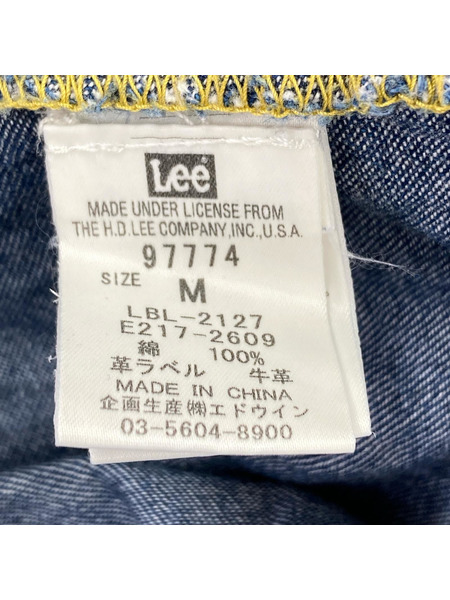 Lee
MADE UNDER LICENSE FROM
THE H.D. LEE COMPANY, INC., U.S.A.
97774
SIZE M
LBL-2127
E217-2609
綿 100%
革ラベル 牛革
MADE IN CHINA
企画生産㈱エドウイン
03-5604-8900